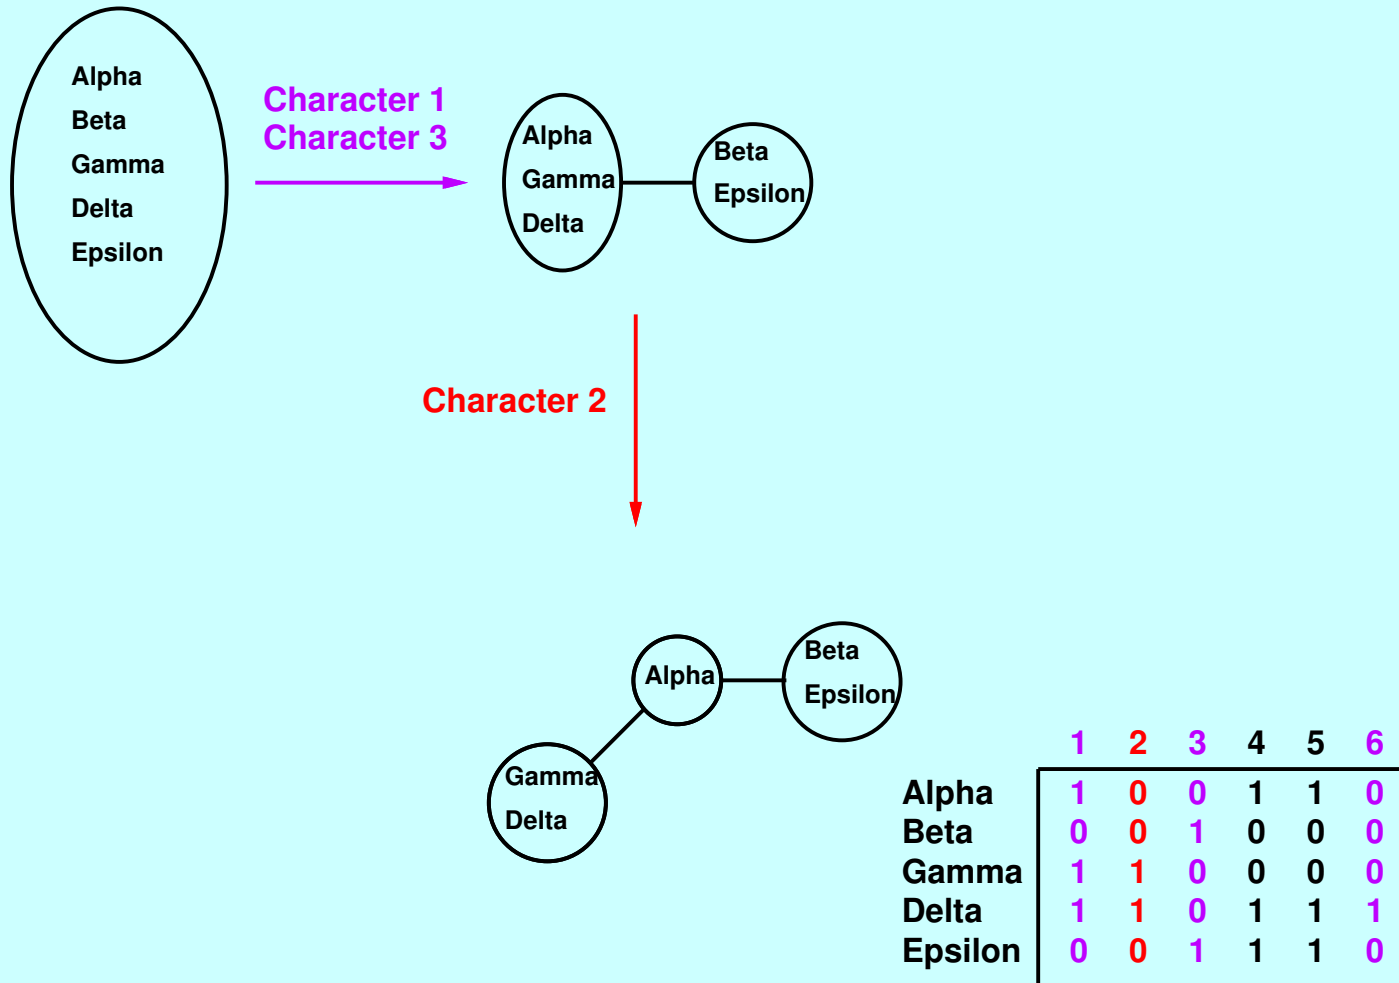 Alpha
Beta
Gamma
Delta
Epsilon
Character 1
Character 3
Alpha
Gamma
Delta
Beta
Epsilon
Character 2
Alpha
Beta
Epsilon
Gamma
Delta
1 2 3 4 5 6
Alpha 1 0 0 1 1 0
Beta 0 0 1 0 0 0
Gamma 1 1 0 0 0 0
Delta 1 1 0 1 1 1
Epsilon 0 0 1 1 1 0